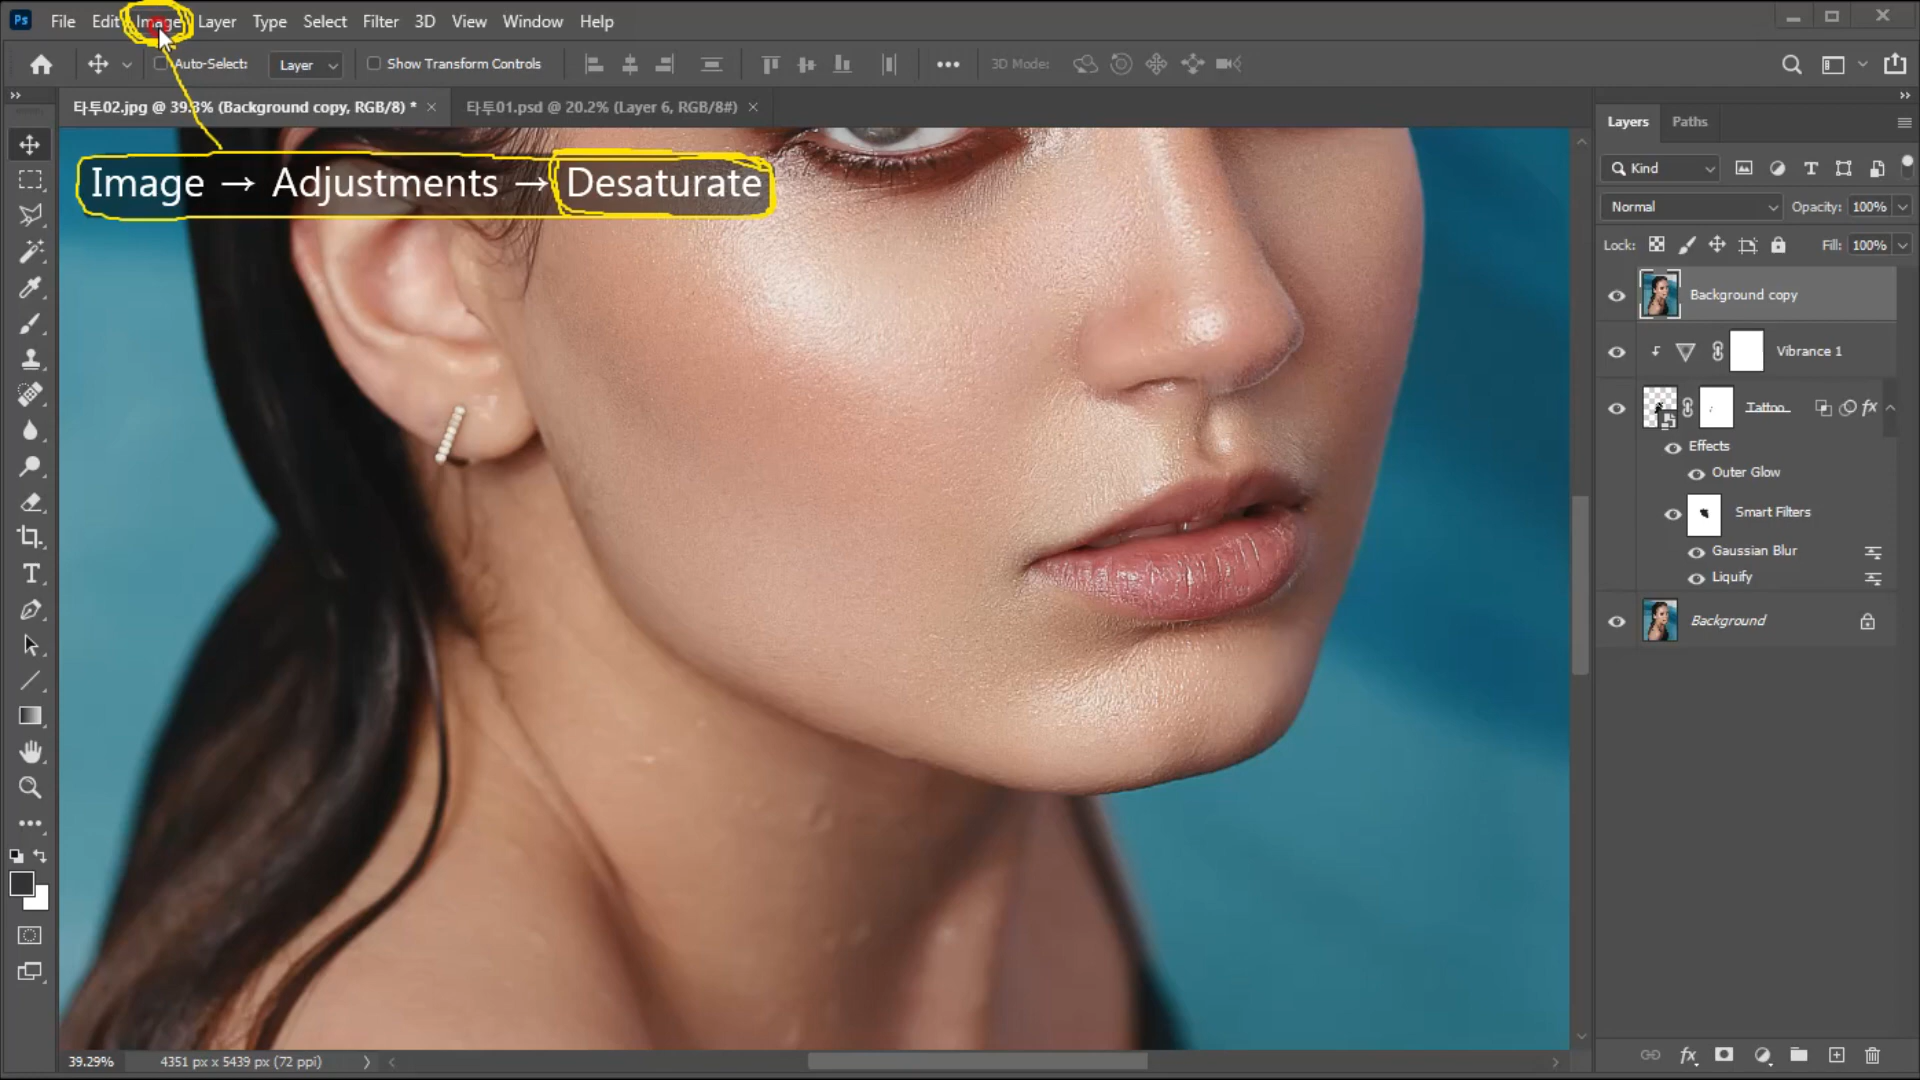 Ps File Edit Image Layer Type Select Filter 3D View Window Help
Auto-Select: Layer Show Transform Controls 3D Mode:
타투02.jpg @ 39.3% (Background copy, RGB/8) * 타투01.psd @ 20.2% (Layer 6, RGB/8#)
Image → Adjustments → Desaturate
Layers Paths
Kind
Normal Opacity: 100%
Lock: Fill: 100%
Background copy
Vibrance 1
Tattoo fx
Effects
Outer Glow
Smart Filters
Gaussian Blur
Liquify
Background
39.29% 4351 px x 5439 px (72 ppi)
fx